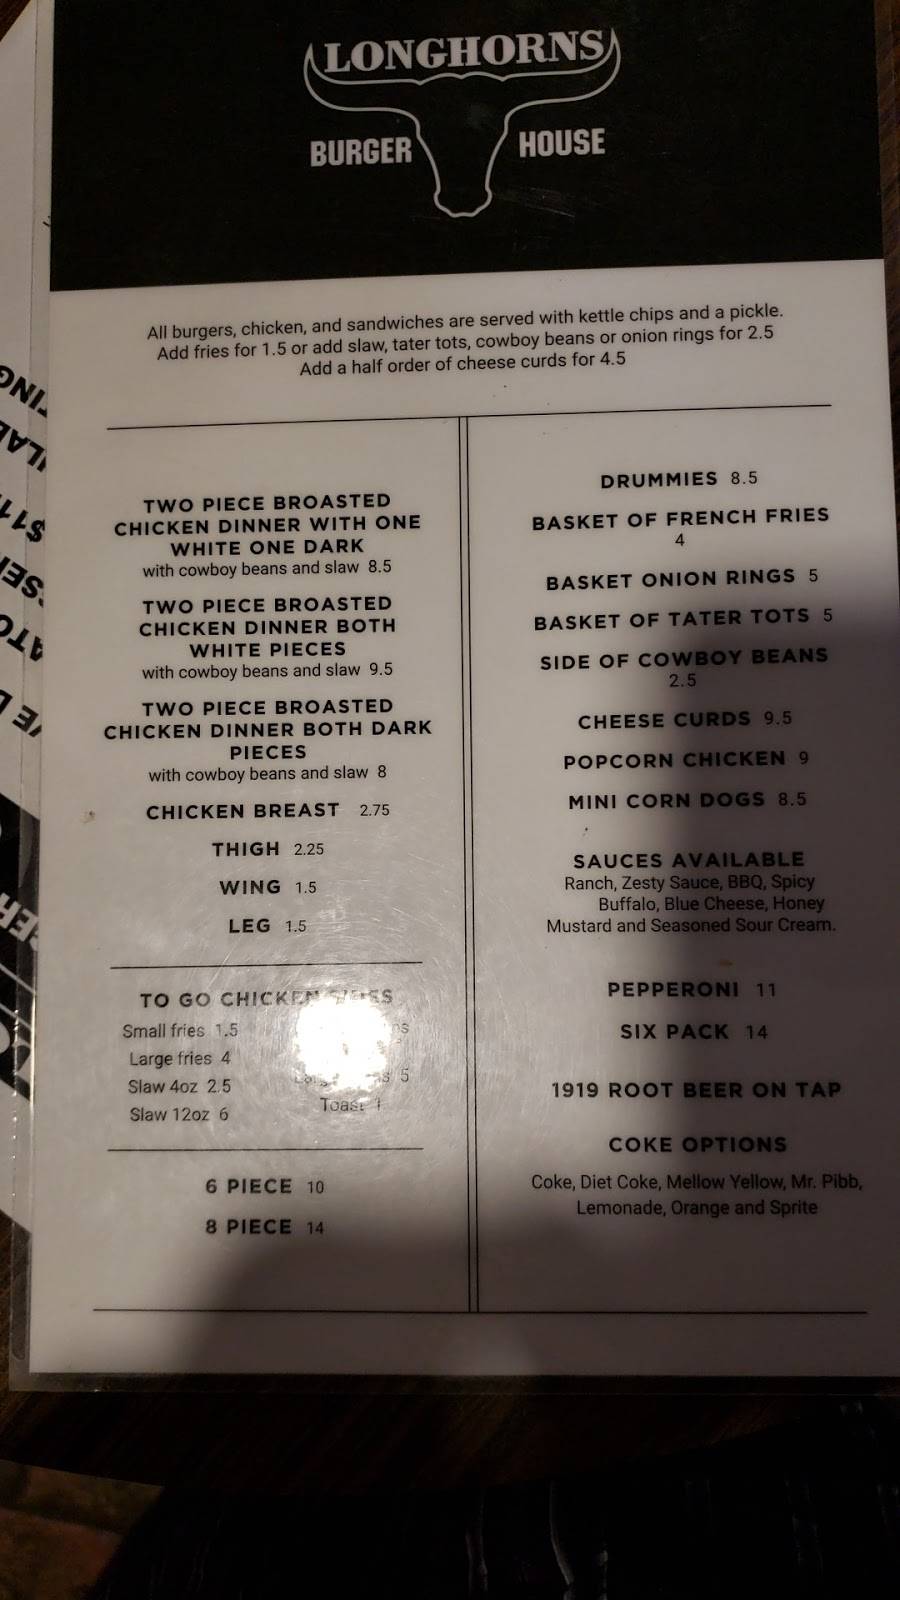 LONGHORNS
BURGER HOUSE
All burgers, chicken, and sandwiches are served with kettle chips and a pickle.
Add fries for 1.5 or add slaw, tater tots, cowboy beans or onion rings for 2.5
Add a half order of cheese curds for 4.5
TWO PIECE BROASTED
CHICKEN DINNER WITH ONE
WHITE ONE DARK
with cowboy beans and slaw 8.5
TWO PIECE BROASTED
CHICKEN DINNER BOTH
WHITE PIECES
with cowboy beans and slaw 9.5
TWO PIECE BROASTED
CHICKEN DINNER BOTH DARK
PIECES
with cowboy beans and slaw 8
CHICKEN BREAST 2.75
THIGH 2.25
WING 1.5
LEG 1.5
TO GO CHICKEN SIDES
Small fries 1.5
Large fries 4
Slaw 4oz 2.5
Slaw 12oz 6
5
Toast 1
6 PIECE 10
8 PIECE 14
DRUMMIES 8.5
BASKET OF FRENCH FRIES
4
BASKET ONION RINGS 5
BASKET OF TATER TOTS 5
SIDE OF COWBOY BEANS
2.5
CHEESE CURDS 9.5
POPCORN CHICKEN 9
MINI CORN DOGS 8.5
SAUCES AVAILABLE
Ranch, Zesty Sauce, BBQ, Spicy
Buffalo, Blue Cheese, Honey
Mustard and Seasoned Sour Cream.
PEPPERONI 11
SIX PACK 14
1919 ROOT BEER ON TAP
COKE OPTIONS
Coke, Diet Coke, Mellow Yellow, Mr. Pibb,
Lemonade, Orange and Sprite